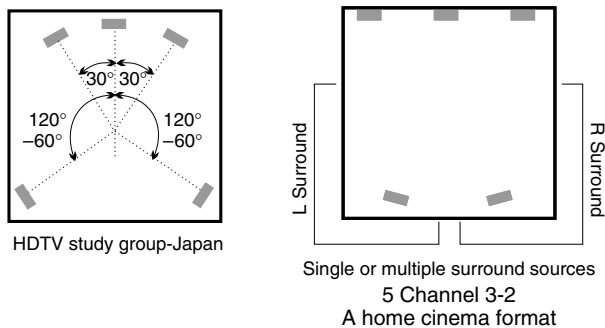 30° 30°
120°
–60°
120°
–60°
HDTV study group-Japan
L Surround
R Surround
Single or multiple surround sources
5 Channel 3-2
A home cinema format